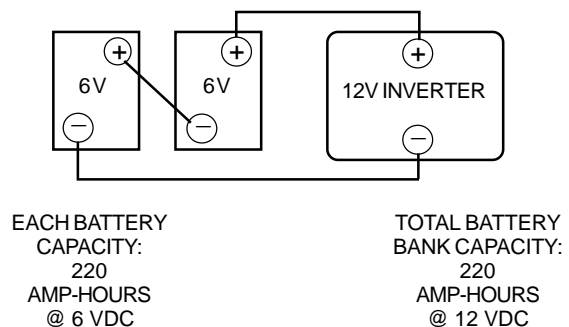 +
+
+
6V
6V
12V INVERTER
−
−
−
EACH BATTERY
CAPACITY:
220
AMP-HOURS
@ 6 VDC
TOTAL BATTERY
BANK CAPACITY:
220
AMP-HOURS
@ 12 VDC